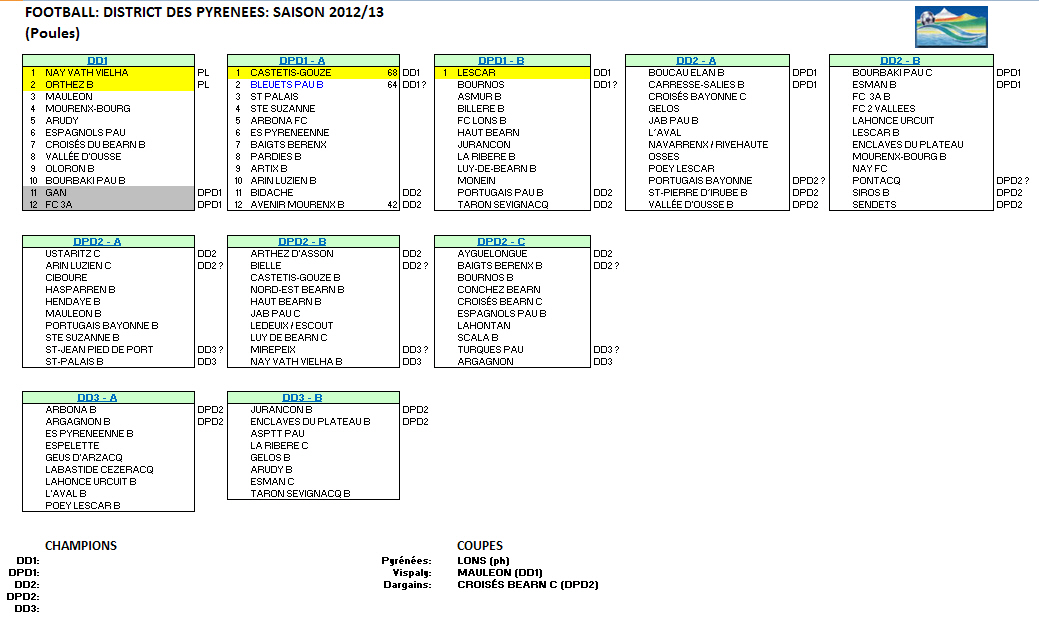 FOOTBALL: DISTRICT DES PYRENEES: SAISON 2012/13
(Poules)
DD1
1 NAY VATH VIELHA PL
2 ORTHEZ B PL
3 MAULEON
4 MOURENX-BOURG
5 ARUDY
6 ESPAGNOLS PAU
7 CROISÉS DU BEARN B
8 VALLÉE D'OUSSE
9 OLORON B
10 BOURBAKI PAU B
11 GAN DPD1
12 FC 3A DPD1
DPD1 - A
1 CASTETIS-GOUZE 68 DD1
2 BLEUETS PAU B 64 DD1?
3 ST PALAIS
4 STE SUZANNE
5 ARBONA FC
6 ES PYRENEENNE
7 BAIGTS BERENX
8 PARDIES B
9 ARTIX B
10 ARIN LUZIEN B
11 BIDACHE DD2
12 AVENIR MOURENX B 42 DD2
DPD1 - B
1 LESCAR DD1
BOURNOS DD1?
ASMUR B
BILLERE B
FC LONS B
HAUT BEARN
JURANCON
LA RIBERE B
LUY-DE-BEARN B
MONEIN
PORTUGAIS PAU B DD2
TARON SEVIGNACQ DD2
DD2 - A
BOUCAU ELAN B DPD1
CARRESSE-SALIES B DPD1
CROISÉS BAYONNE C
GELOS
JAB PAU B
L'AVAL
NAVARRENX / RIVEHAUTE
OSSES
POEY LESCAR
PORTUGAIS BAYONNE DPD2 ?
ST-PIERRE D'IRUBE B DPD2
VALLÉE D'OUSSE B DPD2
DD2 - B
BOURBAKI PAU C DPD1
ESMAN B DPD1
FC 3A B
FC 2 VALLEES
LAHONCE URCUIT
LESCAR B
ENCLAVES DU PLATEAU
MOURENX-BOURG B
NAY FC
PONTACQ DPD2 ?
SIROS B DPD2
SENDETS DPD2
DPD2 - A
USTARITZ C DD2
ARIN LUZIEN C DD2 ?
CIBOURE
HASPARREN B
HENDAYE B
MAULEON B
PORTUGAIS BAYONNE B
STE SUZANNE B
ST-JEAN PIED DE PORT DD3 ?
ST-PALAIS B DD3
DPD2 - B
ARTHEZ D'ASSON DD2
BIELLE DD2 ?
CASTETIS-GOUZE B
NORD-EST BEARN B
HAUT BEARN B
JAB PAU C
LEDEUIX / ESCOUT
LUY DE BEARN C
MIREPEIX DD3 ?
NAY VATH VIELHA B DD3
DPD2 - C
AYGUELONGUE DD2
BAIGTS BERENX B DD2 ?
BOURNOS B
CONCHEZ BEARN
CROISÉS BEARN C
ESPAGNOLS PAU B
LAHONTAN
SCALA B
TURQUES PAU DD3 ?
ARGAGNON DD3
DD3 - A
ARBONA B DPD2
ARGAGNON B DPD2
ES PYRENEENNE B
ESPELETTE
GEUS D'ARZACQ
LABASTIDE CEZERACQ
LAHONCE URCUIT B
L'AVAL B
POEY LESCAR B
DD3 - B
JURANCON B DPD2
ENCLAVES DU PLATEAU B DPD2
ASPTT PAU
LA RIBERE C
GELOS B
ARUDY B
ESMAN C
TARON SEVIGNACQ B
CHAMPIONS
DD1:
DPD1:
DD2:
DPD2:
DD3:
COUPES
Pyrénées: LONS (ph)
Vispaly: MAULEON (DD1)
Dargains: CROISÉS BEARN C (DPD2)